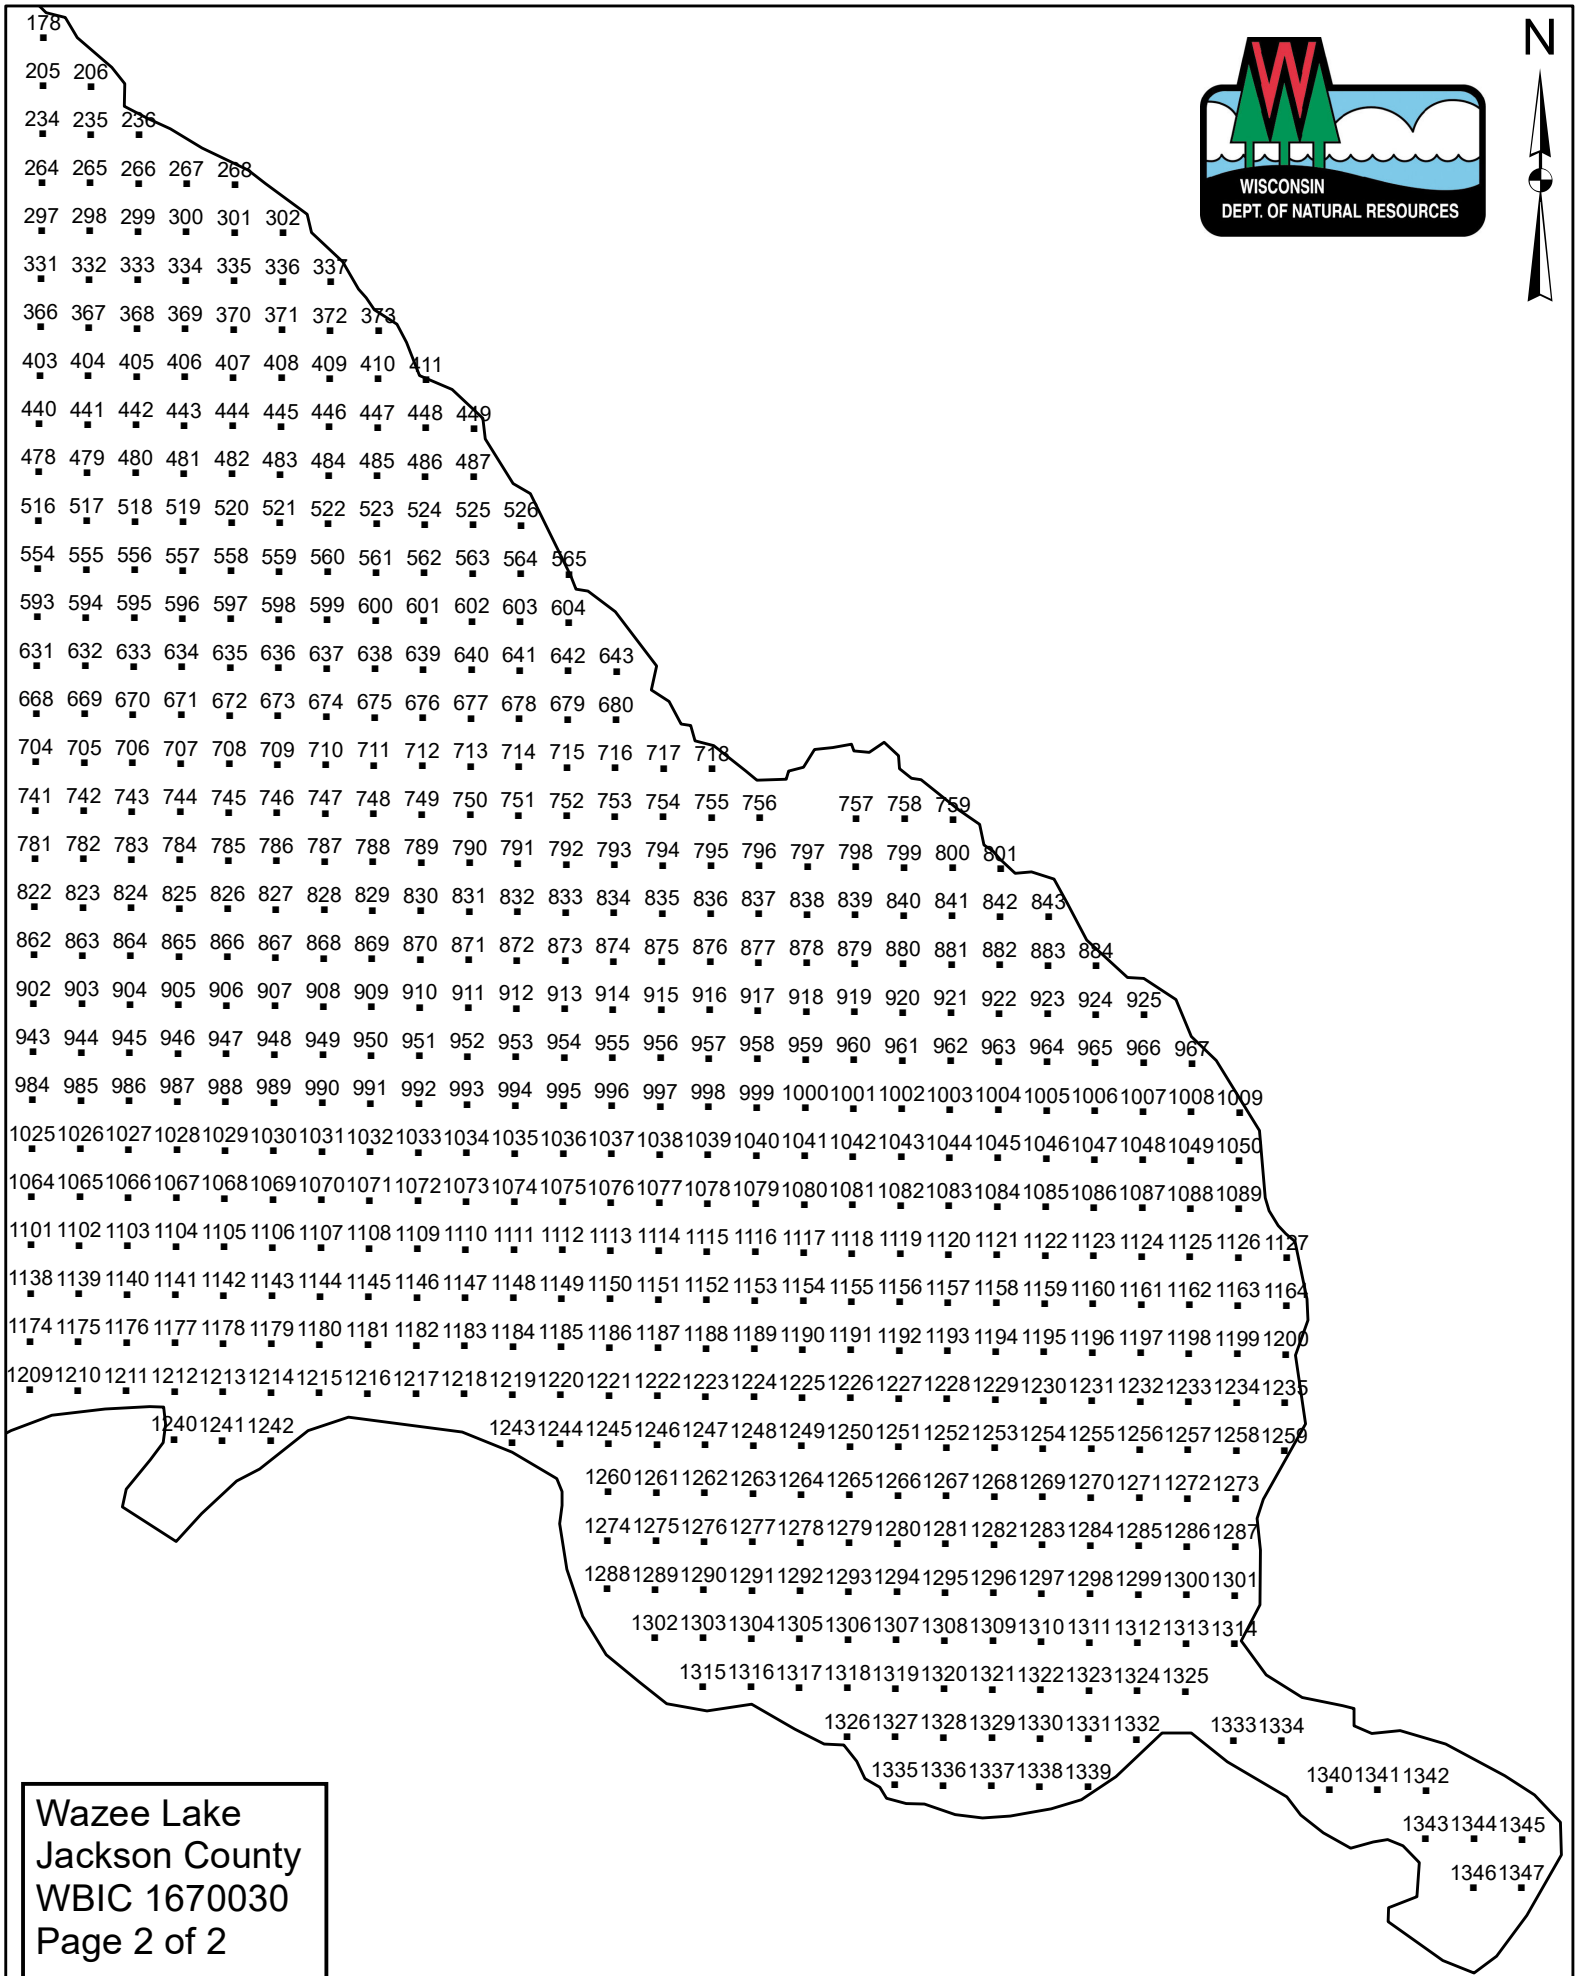 N
WISCONSIN
DEPT. OF NATURAL RESOURCES
178
205 206
234 235 236
264 265 266 267 268
297 298 299 300 301 302
331 332 333 334 335 336 337
366 367 368 369 370 371 372 373
403 404 405 406 407 408 409 410 411
440 441 442 443 444 445 446 447 448 449
478 479 480 481 482 483 484 485 486 487
516 517 518 519 520 521 522 523 524 525 526
554 555 556 557 558 559 560 561 562 563 564 565
593 594 595 596 597 598 599 600 601 602 603 604
631 632 633 634 635 636 637 638 639 640 641 642 643
668 669 670 671 672 673 674 675 676 677 678 679 680
704 705 706 707 708 709 710 711 712 713 714 715 716 717 718
741 742 743 744 745 746 747 748 749 750 751 752 753 754 755 756 757 758 759
781 782 783 784 785 786 787 788 789 790 791 792 793 794 795 796 797 798 799 800 801
822 823 824 825 826 827 828 829 830 831 832 833 834 835 836 837 838 839 840 841 842 843
862 863 864 865 866 867 868 869 870 871 872 873 874 875 876 877 878 879 880 881 882 883 884
902 903 904 905 906 907 908 909 910 911 912 913 914 915 916 917 918 919 920 921 922 923 924 925
943 944 945 946 947 948 949 950 951 952 953 954 955 956 957 958 959 960 961 962 963 964 965 966 967
984 985 986 987 988 989 990 991 992 993 994 995 996 997 998 999 1000 1001 1002 1003 1004 1005 1006 1007 1008 1009
1025 1026 1027 1028 1029 1030 1031 1032 1033 1034 1035 1036 1037 1038 1039 1040 1041 1042 1043 1044 1045 1046 1047 1048 1049 1050
1064 1065 1066 1067 1068 1069 1070 1071 1072 1073 1074 1075 1076 1077 1078 1079 1080 1081 1082 1083 1084 1085 1086 1087 1088 1089
1101 1102 1103 1104 1105 1106 1107 1108 1109 1110 1111 1112 1113 1114 1115 1116 1117 1118 1119 1120 1121 1122 1123 1124 1125 1126 1127
1138 1139 1140 1141 1142 1143 1144 1145 1146 1147 1148 1149 1150 1151 1152 1153 1154 1155 1156 1157 1158 1159 1160 1161 1162 1163 1164
1174 1175 1176 1177 1178 1179 1180 1181 1182 1183 1184 1185 1186 1187 1188 1189 1190 1191 1192 1193 1194 1195 1196 1197 1198 1199 1200
1209 1210 1211 1212 1213 1214 1215 1216 1217 1218 1219 1220 1221 1222 1223 1224 1225 1226 1227 1228 1229 1230 1231 1232 1233 1234 1235
1240 1241 1242 1243 1244 1245 1246 1247 1248 1249 1250 1251 1252 1253 1254 1255 1256 1257 1258 1259
1260 1261 1262 1263 1264 1265 1266 1267 1268 1269 1270 1271 1272 1273
1274 1275 1276 1277 1278 1279 1280 1281 1282 1283 1284 1285 1286 1287
1288 1289 1290 1291 1292 1293 1294 1295 1296 1297 1298 1299 1300 1301
1302 1303 1304 1305 1306 1307 1308 1309 1310 1311 1312 1313 1314
1315 1316 1317 1318 1319 1320 1321 1322 1323 1324 1325
1326 1327 1328 1329 1330 1331 1332 1333 1334
1335 1336 1337 1338 1339 1340 1341 1342
1343 1344 1345
1346 1347
Wazee Lake
Jackson County
WBIC 1670030
Page 2 of 2